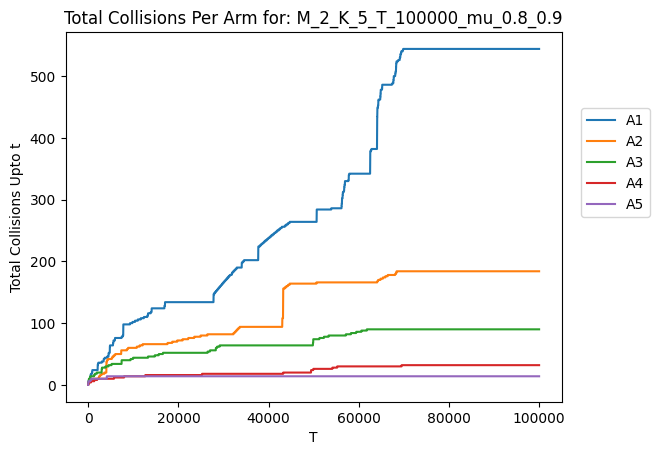 Total Collisions Per Arm for: M_2_K_5_T_100000_mu_0.8_0.9
Total Collisions Upto t
500
400
300
200
100
0
0 20000 40000 60000 80000 100000
T
A1
A2
A3
A4
A5